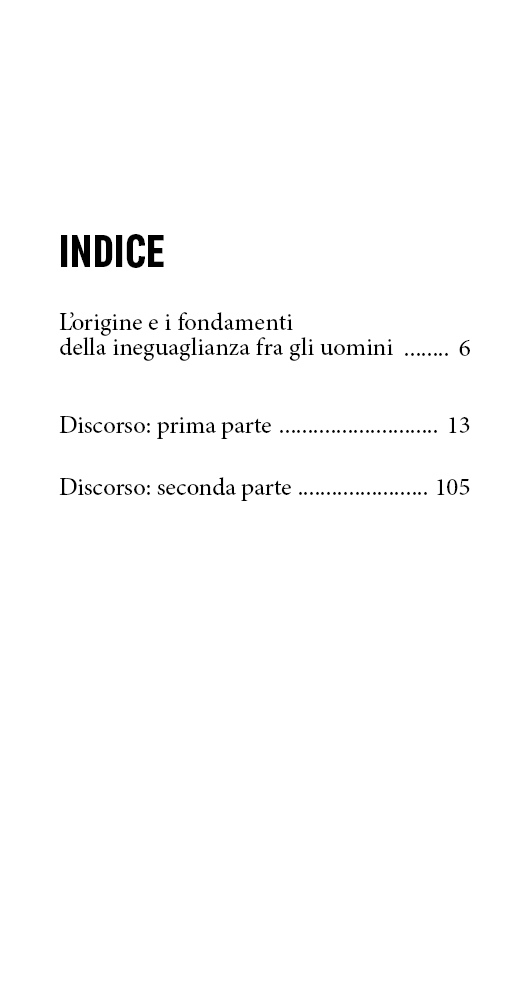 INDICE
L'origine e i fondamenti
della ineguaglianza fra gli uomini ........ 6
Discorso: prima parte ............................ 13
Discorso: seconda parte ....................... 105